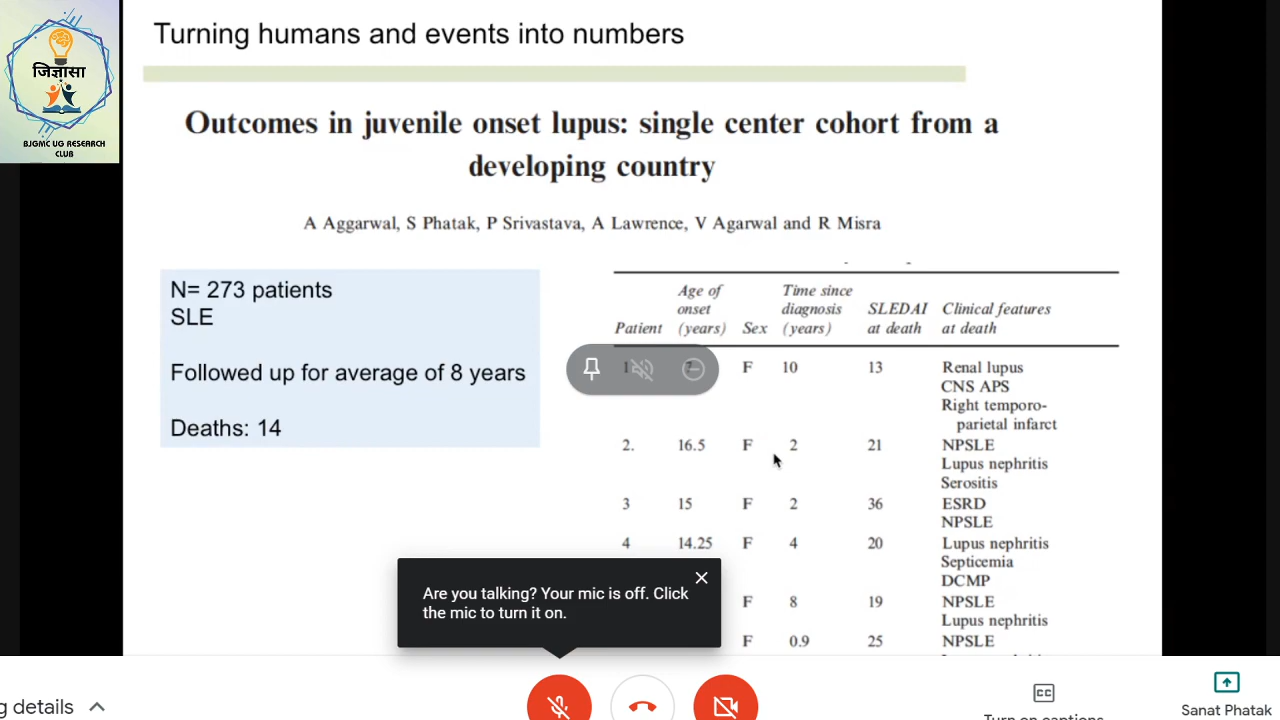 Turning humans and events into numbers
जिज्ञासा
BJGMC UG RESEARCH
CLUB
Outcomes in juvenile onset lupus: single center cohort from a
developing country
A Aggarwal, S Phatak, P Srivastava, A Lawrence, V Agarwal and R Misra
N= 273 patients
SLE
Followed up for average of 8 years
Deaths: 14
Age of Time since
onset diagnosis SLEDAI Clinical features
Patient (years) Sex (years) at death at death
1 F 10 13 Renal lupus
CNS APS
Right temporo-
parietal infarct
2. 16.5 F 2 21 NPSLE
Lupus nephritis
Serositis
3 15 F 2 36 ESRD
NPSLE
4 14.25 F 4 20 Lupus nephritis
Septicemia
DCMP
F 8 19 NPSLE
Lupus nephritis
F 0.9 25 NPSLE
Are you talking? Your mic is off. Click
the mic to turn it on.
g details
CC
Turn on captions
Sanat Phatak